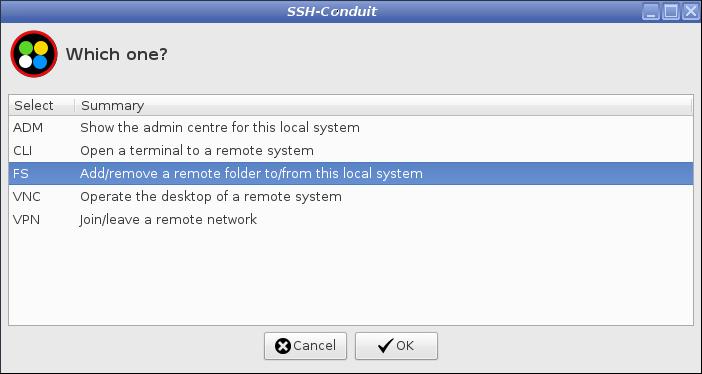 SSH-Conduit
Which one?
Select Summary
ADM Show the admin centre for this local system
CLI Open a terminal to a remote system
FS Add/remove a remote folder to/from this local system
VNC Operate the desktop of a remote system
VPN Join/leave a remote network
Cancel OK